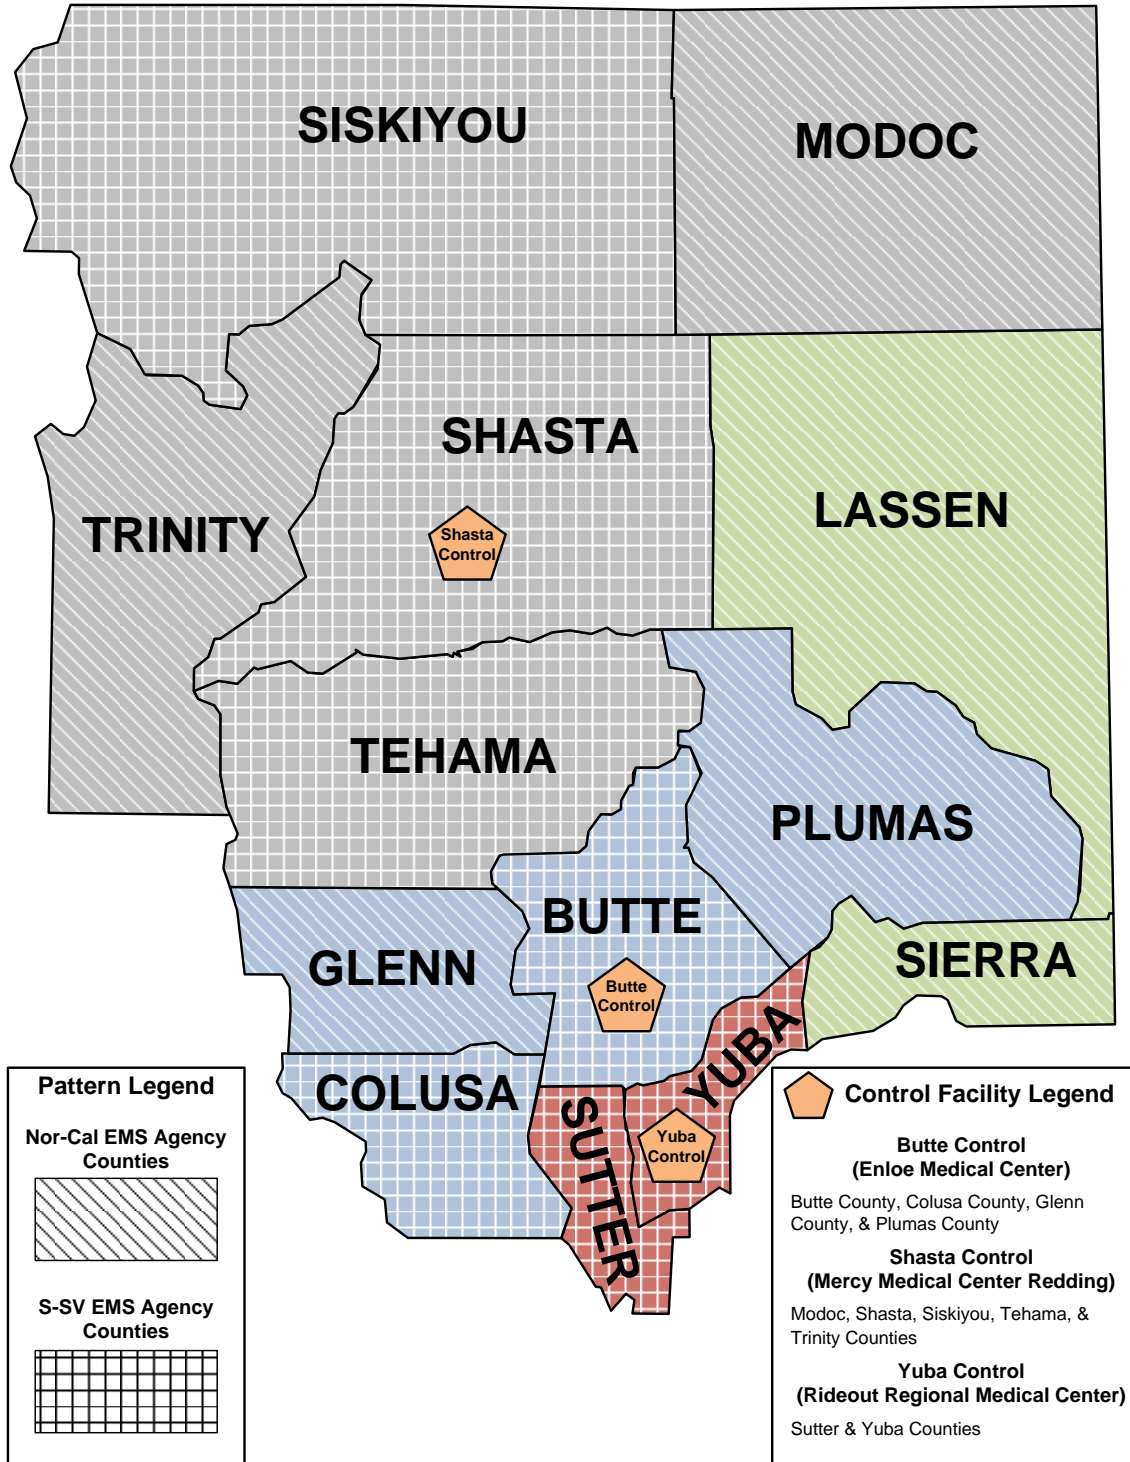 SISKIYOU
MODOC
SHASTA
LASSEN
TRINITY
Shasta
Control
TEHAMA
PLUMAS
BUTTE
GLENN
SIERRA
Butte
Control
YUBA
COLUSA
SUTTER
Yuba
Control
Pattern Legend
Nor-Cal EMS Agency
Counties
S-SV EMS Agency
Counties
Control Facility Legend
Butte Control
(Enloe Medical Center)
Butte County, Colusa County, Glenn
County, & Plumas County
Shasta Control
(Mercy Medical Center Redding)
Modoc, Shasta, Siskiyou, Tehama, &
Trinity Counties
Yuba Control
(Rideout Regional Medical Center)
Sutter & Yuba Counties